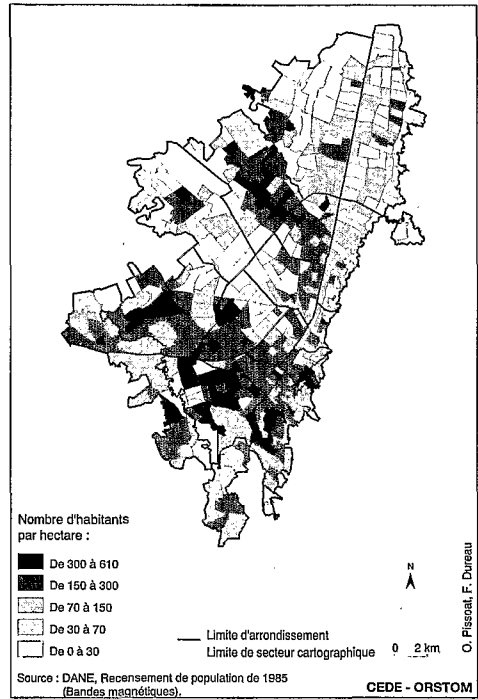 Nombre d'habitants
par hectare :
De 300 à 610
De 150 à 300
De 70 à 150
De 30 à 70
De 0 à 30
Limite d'arrondissement
Limite de secteur cartographique
N
0 2 km
O. Pissoat, F. Dureau
Source : DANE, Recensement de population de 1985
(Bandes magnétiques).
CEDE - ORSTOM